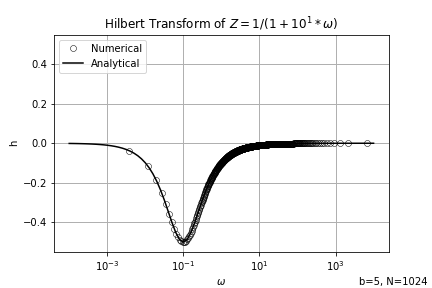 Hilbert Transform of Z = 1/(1 + 10^1 * ω)
Numerical
Analytical
0.4
0.2
0.0
−0.2
−0.4
h
10^−3
10^−1
10^1
10^3
ω
b=5, N=1024